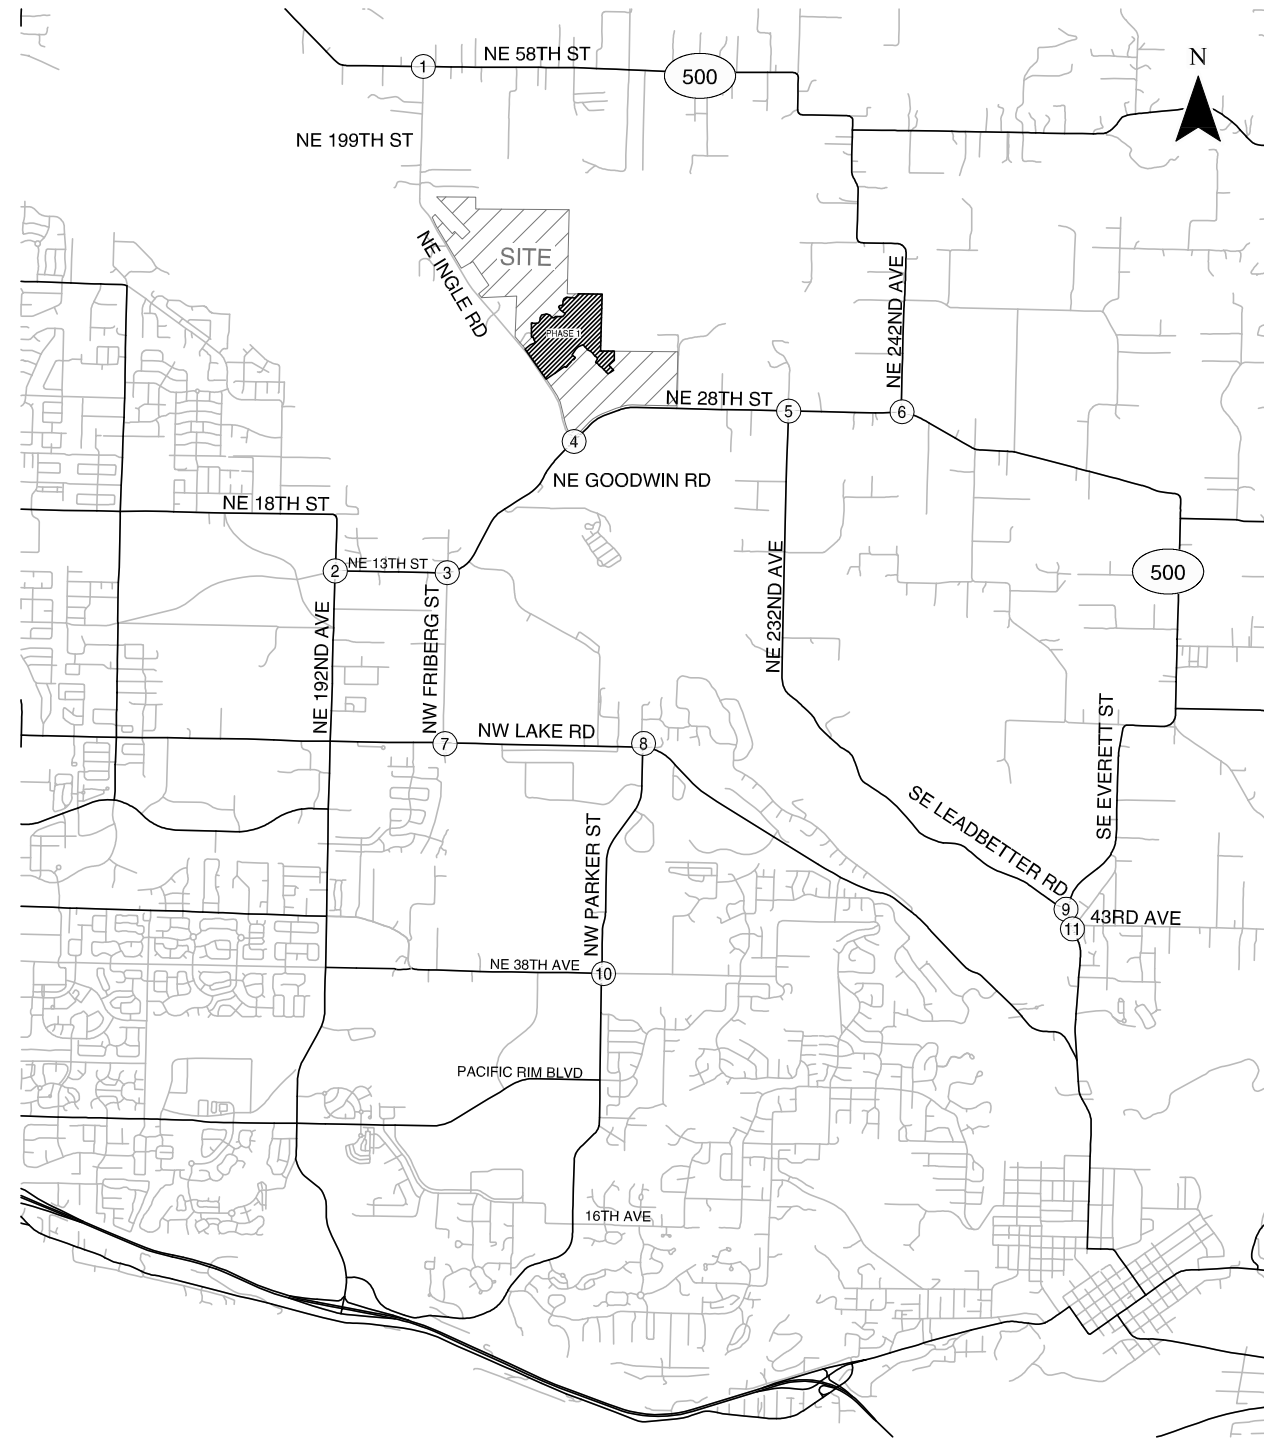 N
1
NE 58TH ST
500
NE 199TH ST
SITE
NE INGLE RD
NE 242ND AVE
PHASE 1
NE 28TH ST
5
6
4
NE GOODWIN RD
NE 18TH ST
2
NE 13TH ST
3
500
NE 192ND AVE
NW FRIBERG ST
NE 232ND AVE
SE EVERETT ST
NW LAKE RD
7
8
SE LEADBETTER RD
NW PARKER ST
9
43RD AVE
11
NE 38TH AVE
10
PACIFIC RIM BLVD
16TH AVE